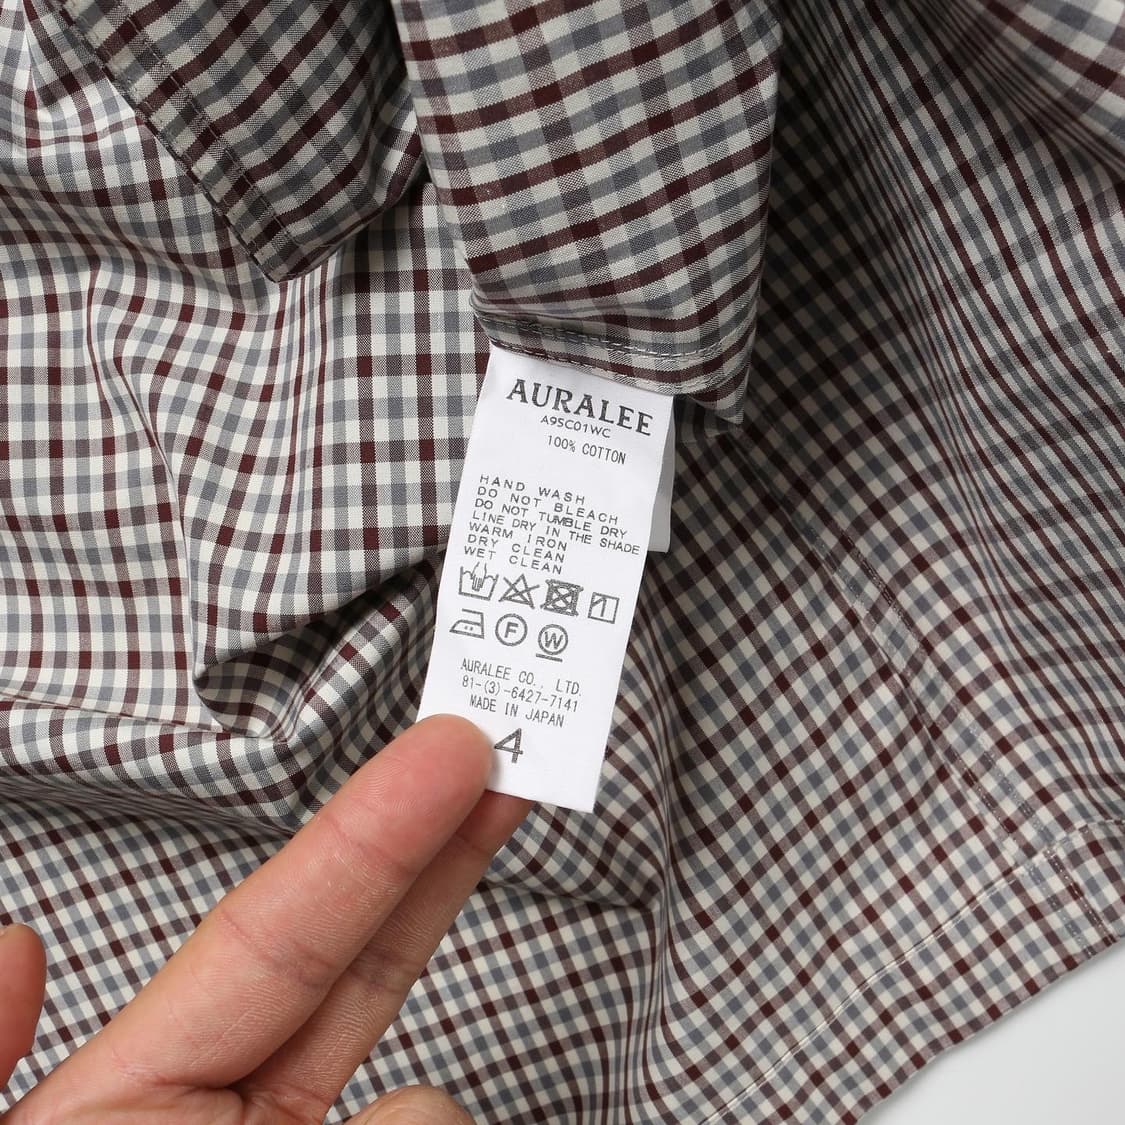 AURALEE
A9SC01WC
100% COTTON
HAND WASH
DO NOT BLEACH
DO NOT TUMBLE DRY
LINE DRY IN THE SHADE
WARM IRON
DRY CLEAN
WET CLEAN
F W
AURALEE CO., LTD.
81-(3)-6427-7141
MADE IN JAPAN
4